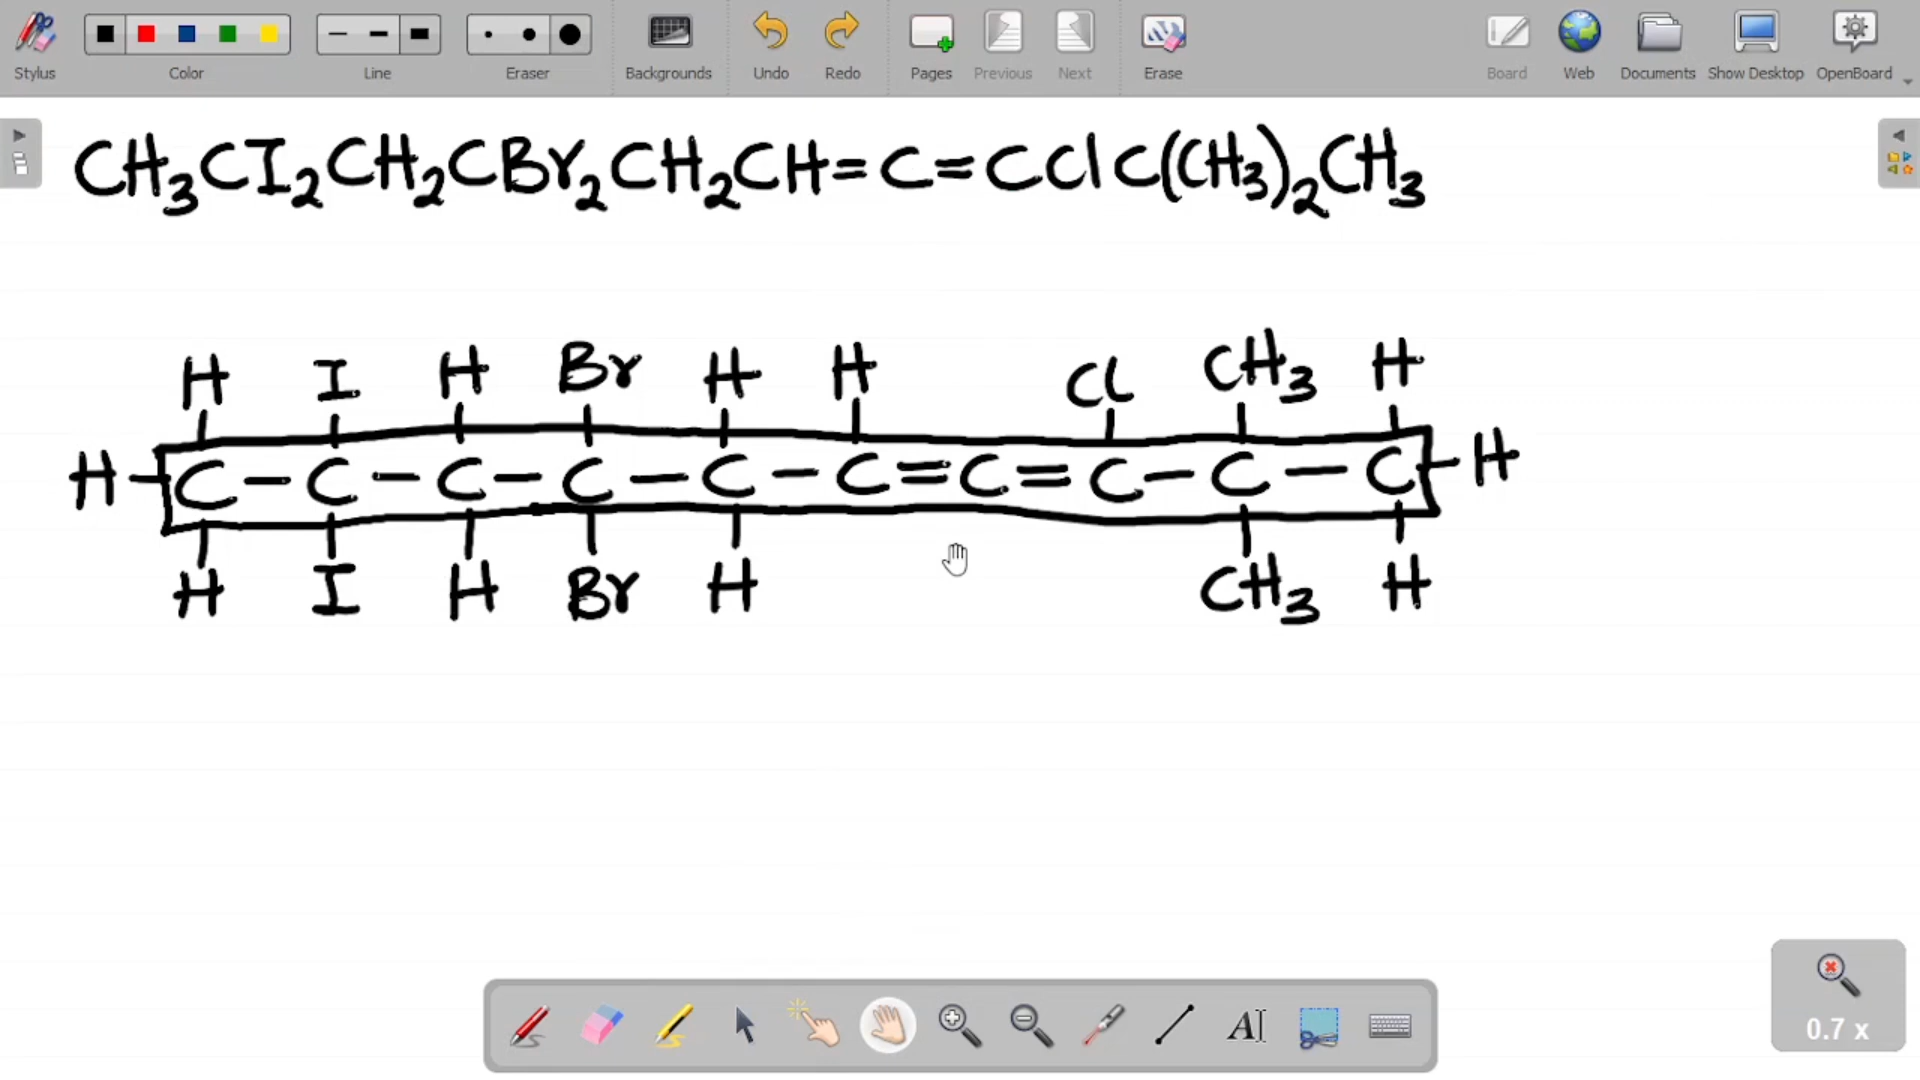 Stylus Color Line Eraser Backgrounds Undo Redo Pages Previous Next Erase Board Web Documents Show Desktop OpenBoard
CH₃CI₂CH₂CBr₂CH₂CH=C=CClC(CH₃)₂CH₃
H I H Br H H Cl CH₃ H
H-C-C-C-C-C-C=C=C-C-C-H
H I H Br H CH₃ H
AI
0.7 x